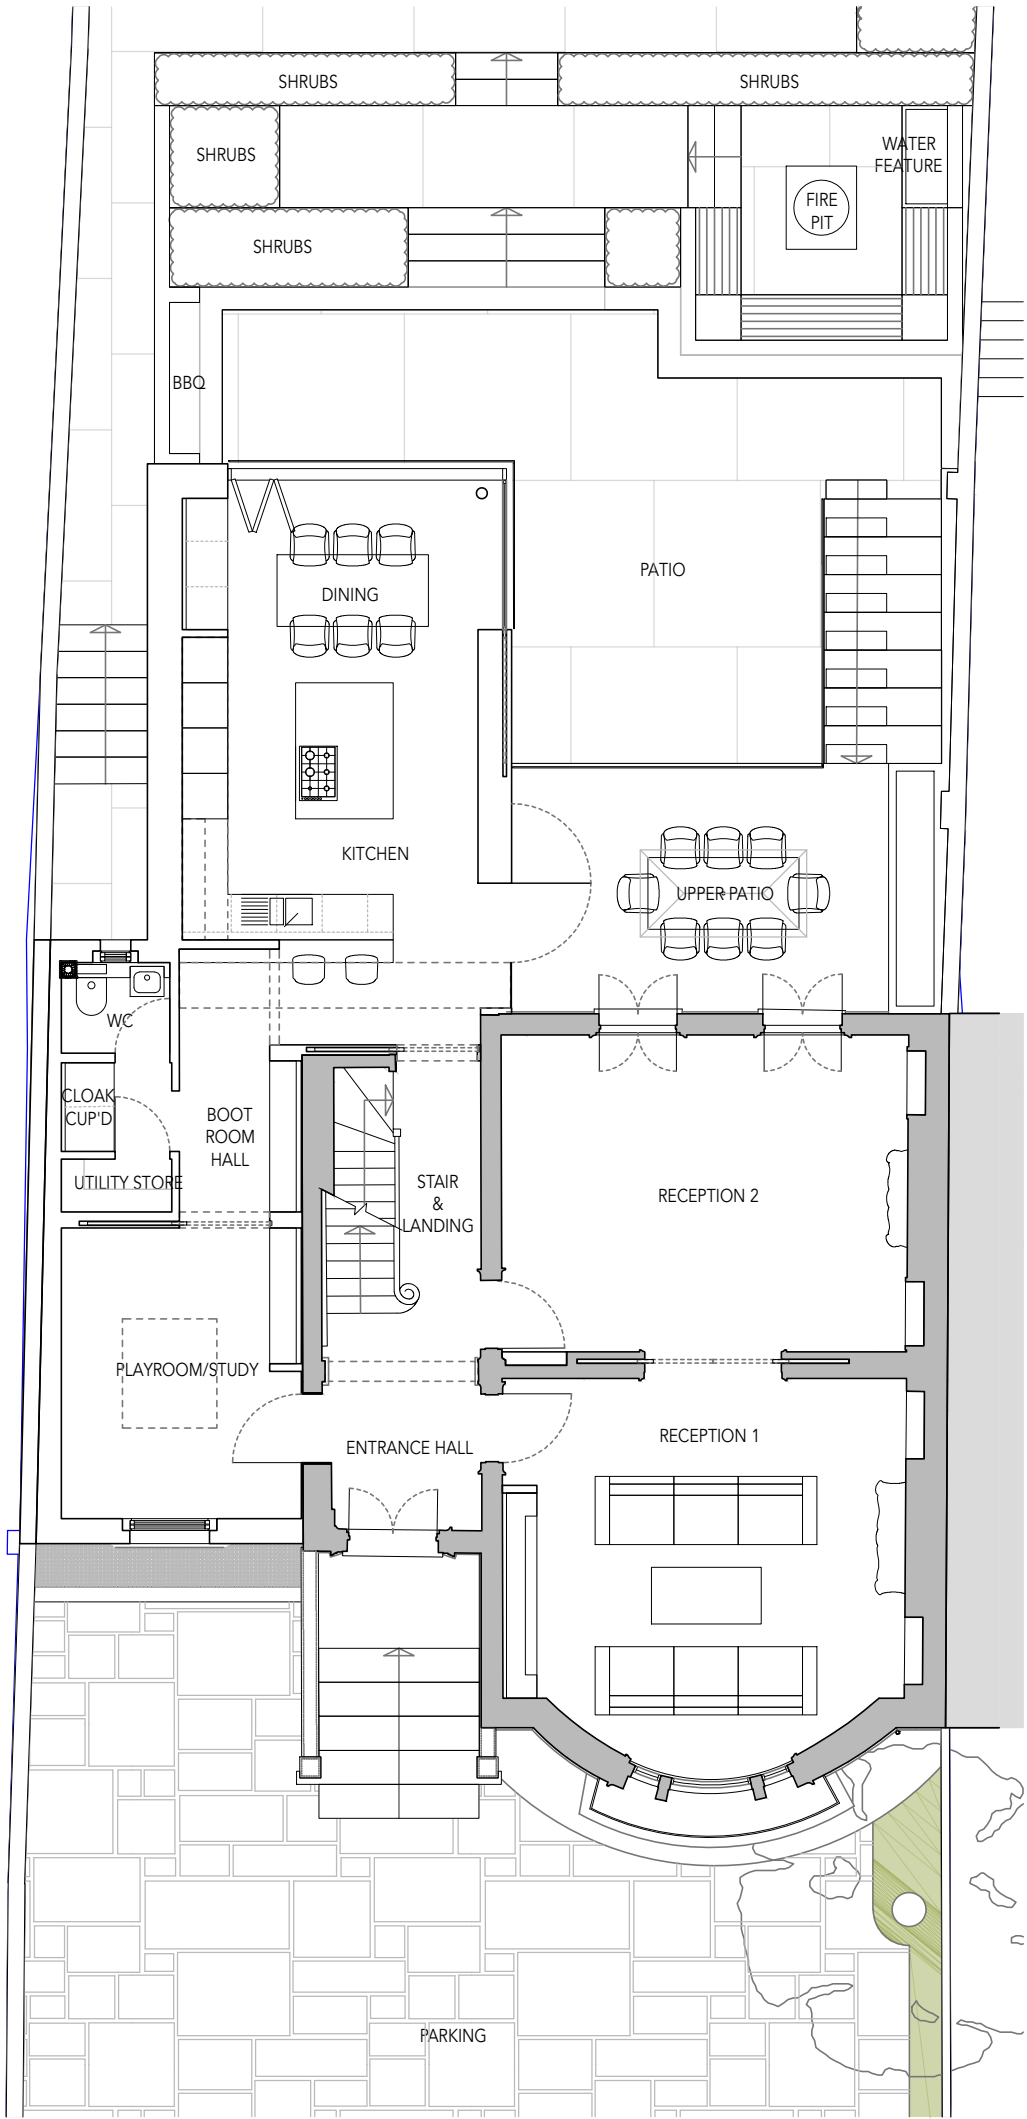 SHRUBS
SHRUBS
SHRUBS
WATER
FEATURE
FIRE
PIT
SHRUBS
BBQ
PATIO
DINING
KITCHEN
UPPER PATIO
WC
CLOAK
CUP'D
BOOT
ROOM
HALL
UTILITY STORE
STAIR
&
LANDING
RECEPTION 2
PLAYROOM/STUDY
ENTRANCE HALL
RECEPTION 1
PARKING